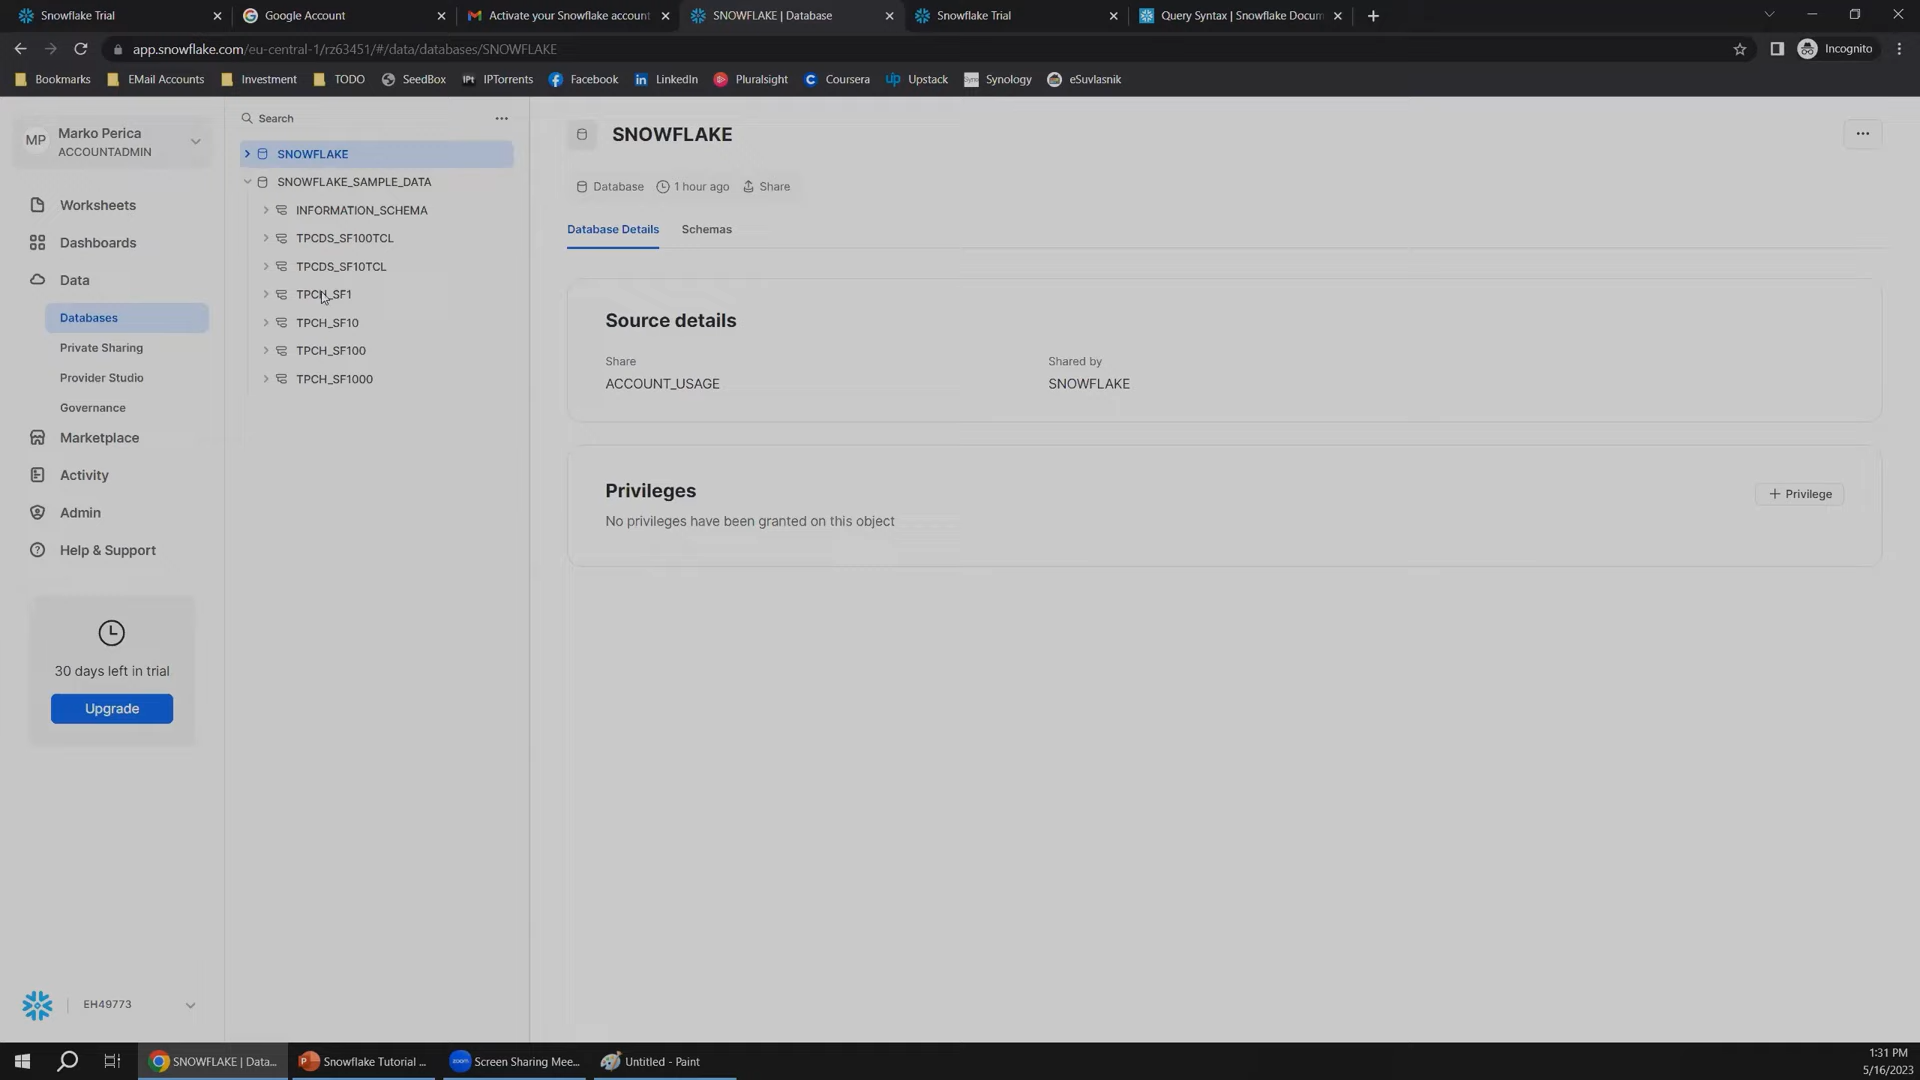 Snowflake Trial
Google Account
Activate your Snowflake account
SNOWFLAKE | Database
Snowflake Trial
Query Syntax | Snowflake Docum
app.snowflake.com/eu-central-1/rz63451/#/data/databases/SNOWFLAKE
Incognito
Bookmarks
EMail Accounts
Investment
TODO
SeedBox
IPt IPTorrents
Facebook
LinkedIn
Pluralsight
Coursera
up Upstack
Synology
eSuvlasnik
MP
Marko Perica
ACCOUNTADMIN
Worksheets
Dashboards
Data
Databases
Private Sharing
Provider Studio
Governance
Marketplace
Activity
Admin
Help & Support
30 days left in trial
Upgrade
EH49773
Search
SNOWFLAKE
SNOWFLAKE_SAMPLE_DATA
INFORMATION_SCHEMA
TPCDS_SF100TCL
TPCDS_SF10TCL
TPCH_SF1
TPCH_SF10
TPCH_SF100
TPCH_SF1000
SNOWFLAKE
Database
1 hour ago
Share
Database Details
Schemas
Source details
Share
ACCOUNT_USAGE
Shared by
SNOWFLAKE
Privileges
+ Privilege
No privileges have been granted on this object
SNOWFLAKE | Data...
Snowflake Tutorial ...
zoom
Screen Sharing Mee...
Untitled - Paint
1:31 PM
5/16/2023